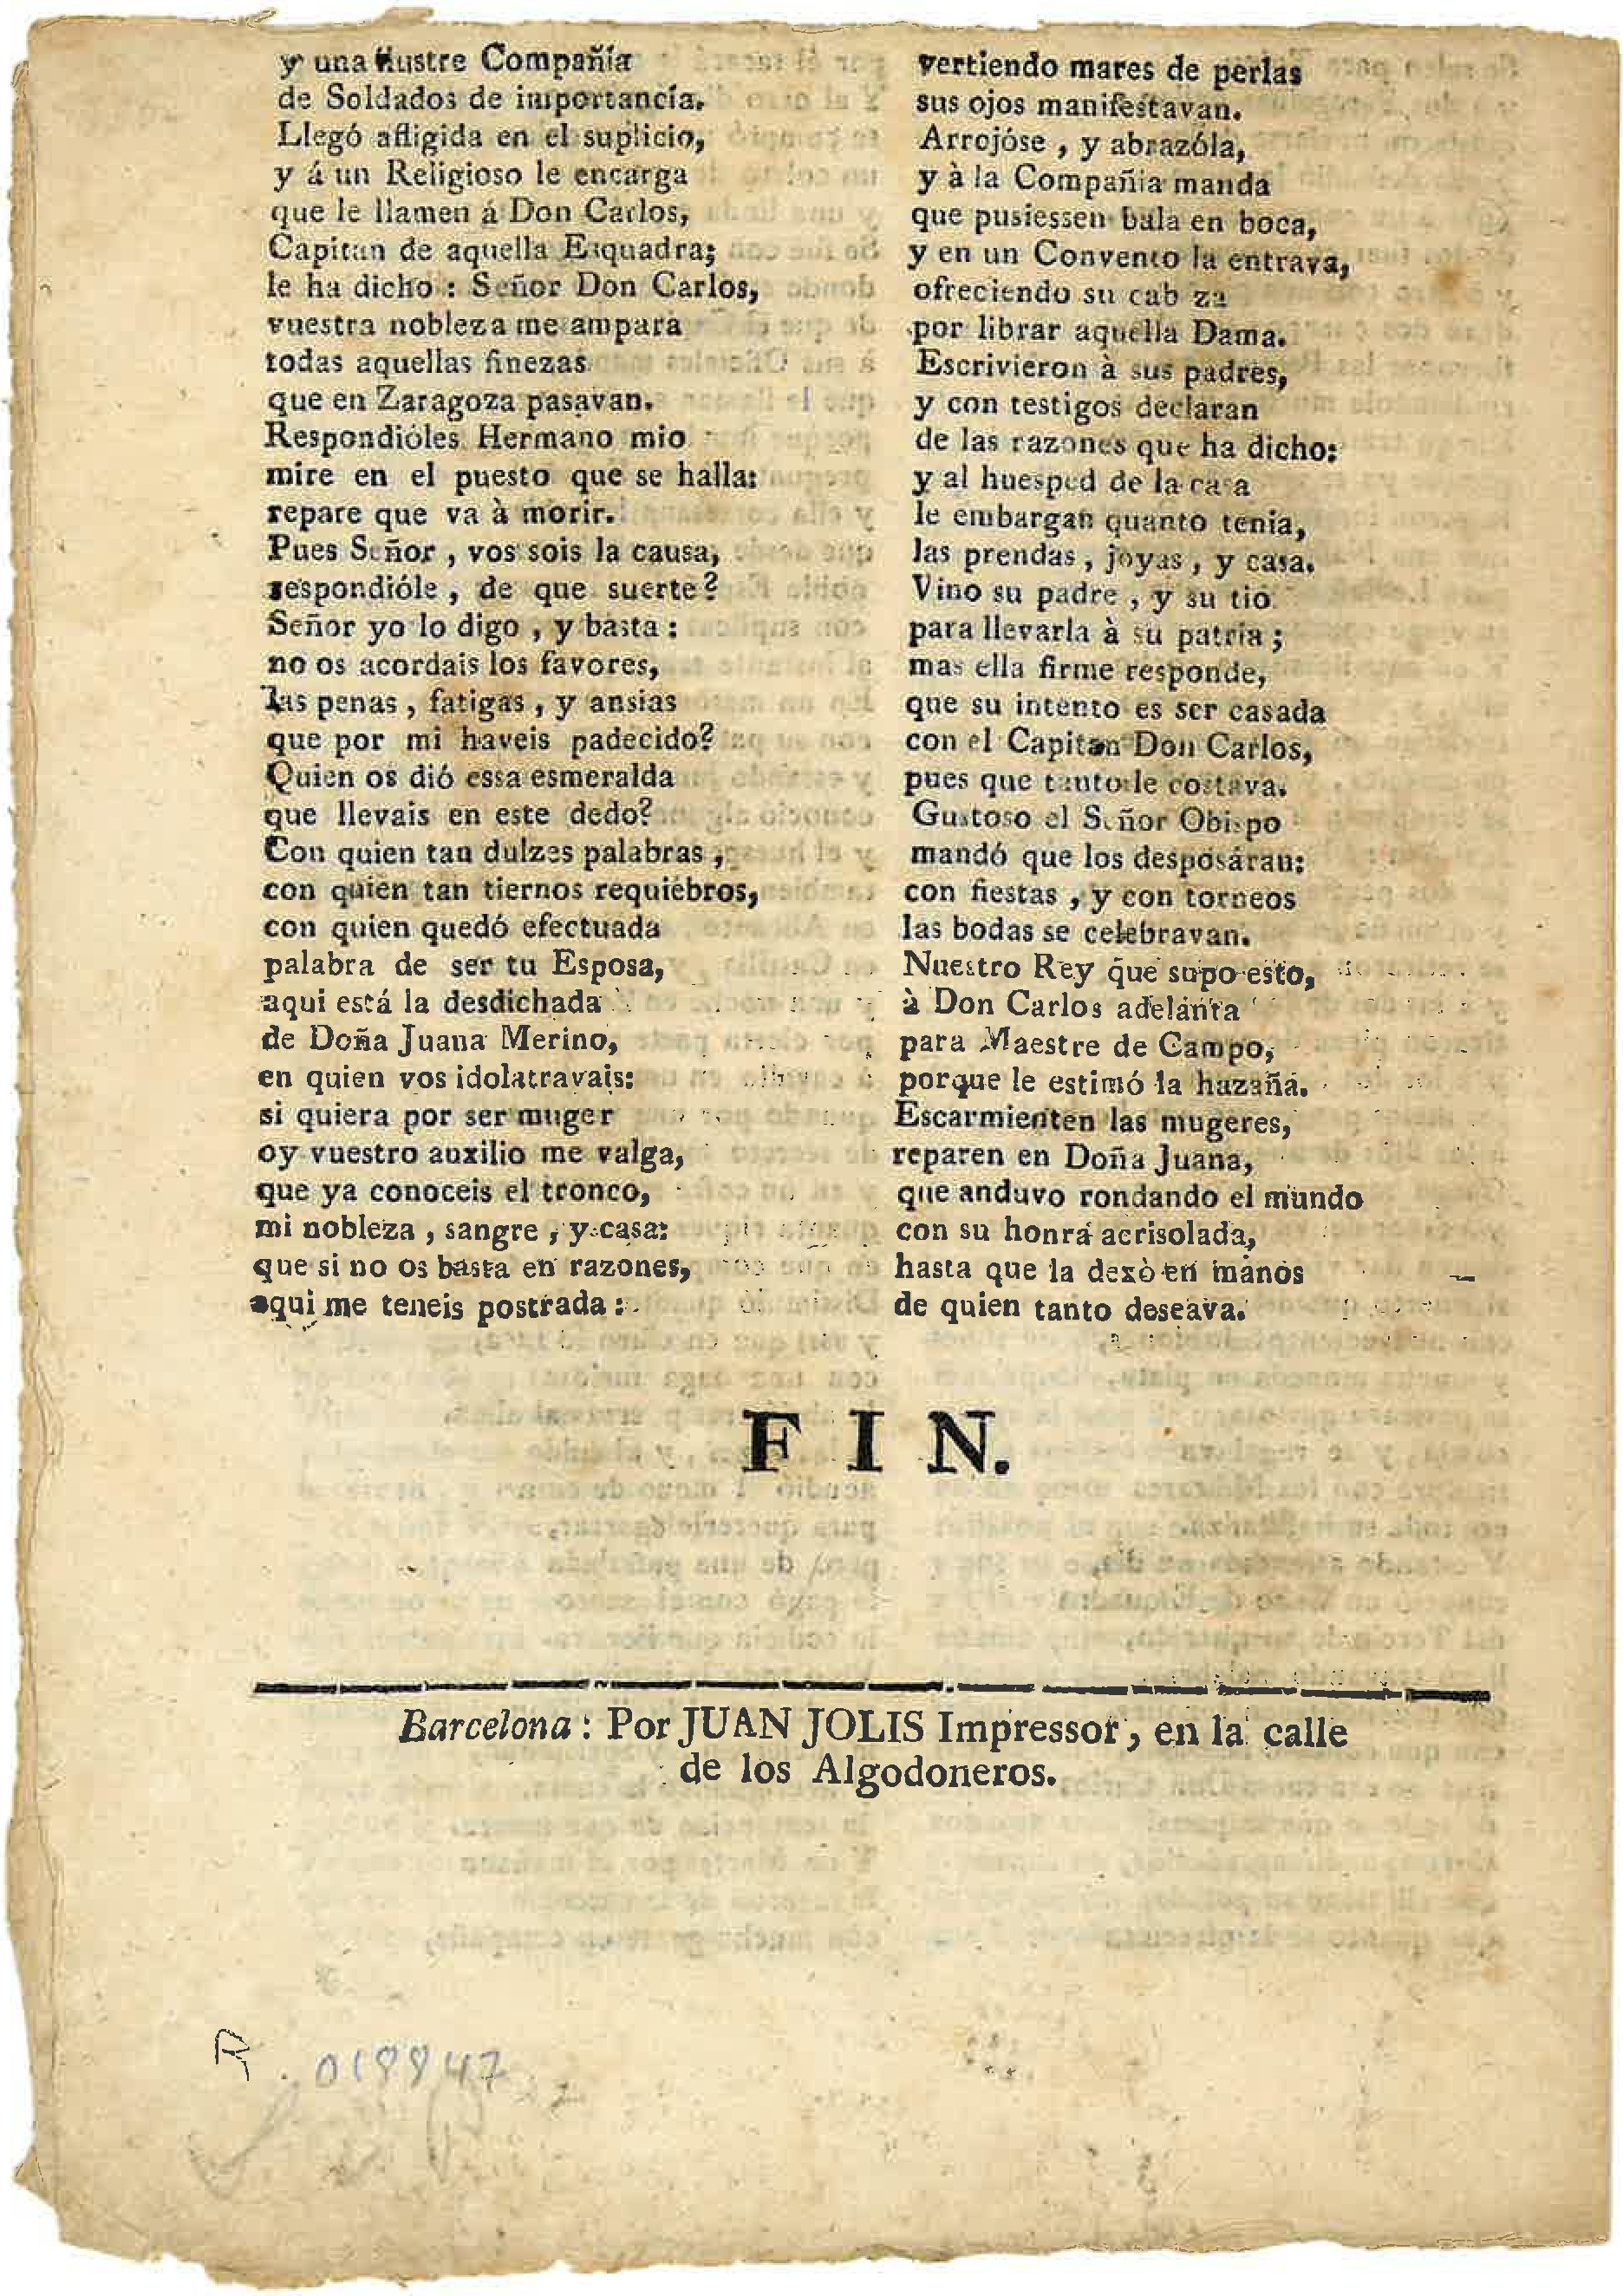 y una Ilustre Compañía
de Soldados de importancía.
Llegó afligida en el suplicio,
y á un Religioso le encarga
que le llamen á Don Carlos,
Capitan de aquella Esquadra;
le ha dicho : Señor Don Carlos,
vuestra nobleza me ampara
todas aquellas finezas
que en Zaragoza pasavan.
Respondióles Hermano mio
mire en el puesto que se halla:
repare que va à morir.
Pues Señor , vos sois la causa,
respondióle , de que suerte?
Señor yo lo digo , y basta :
no os acordais los favores,
las penas , fatigas , y ansias
que por mi haveis padecido?
Quien os dió essa esmeralda
que llevais en este dedo?
Con quien tan dulzes palabras ,
con quien tan tiernos requiebros,
con quien quedó efectuada
palabra de ser tu Esposa,
aqui está la desdichada
de Doña Juana Merino,
en quien vos idolatravais:
si quiera por ser muger
oy vuestro auxilio me valga,
que ya conoceis el tronco,
mi nobleza , sangre , y casa:
que si no os basta en razones,
aqui me teneis postrada :
vertiendo mares de perlas
sus ojos manifestavan.
Arrojóse , y abrazóla,
y à la Compañia manda
que pusiessen bala en boca,
y en un Convento la entrava,
ofreciendo su cab za
por librar aquella Dama.
Escrivieron à sus padres,
y con testigos declaran
de las razones que ha dicho:
y al huesped de la casa
le embargan quanto tenia,
las prendas , joyas , y casa.
Vino su padre , y su tio
para llevarla à su patria ;
mas ella firme responde,
que su intento es ser casada
con el Capitan Don Carlos,
pues que tanto le costava.
Gustoso el Señor Obispo
mandó que los desposáran:
con fiestas , y con torneos
las bodas se celebravan.
Nuestro Rey que supo esto,
à Don Carlos adelanta
para Maestre de Campo,
porque le estimó la hazaña.
Escarmienten las mugeres,
reparen en Doña Juana,
que anduvo rondando el mundo
con su honra acrisolada,
hasta que la dexò en manos
de quien tanto deseava.
FIN.
Barcelona : Por JUAN JOLIS Impressor, en la calle
de los Algodoneros.
R. 018847